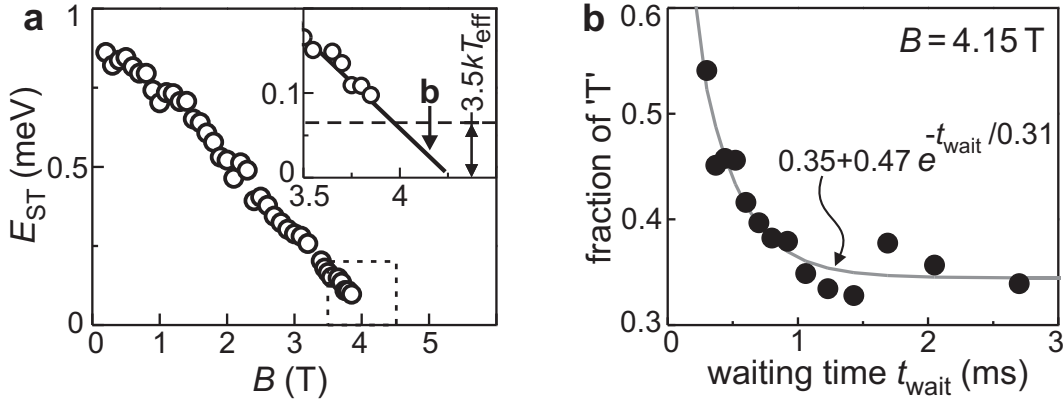 a
1
0.5
0
E_ST (meV)
0 1 2 3 4 5
B (T)
0.1
0
3.5 4
b
3.5kT_eff
b
0.6
0.5
0.4
0.3
fraction of 'T'
B = 4.15 T
0.35+0.47 e^-t_wait /0.31
0 1 2 3
waiting time t_wait (ms)